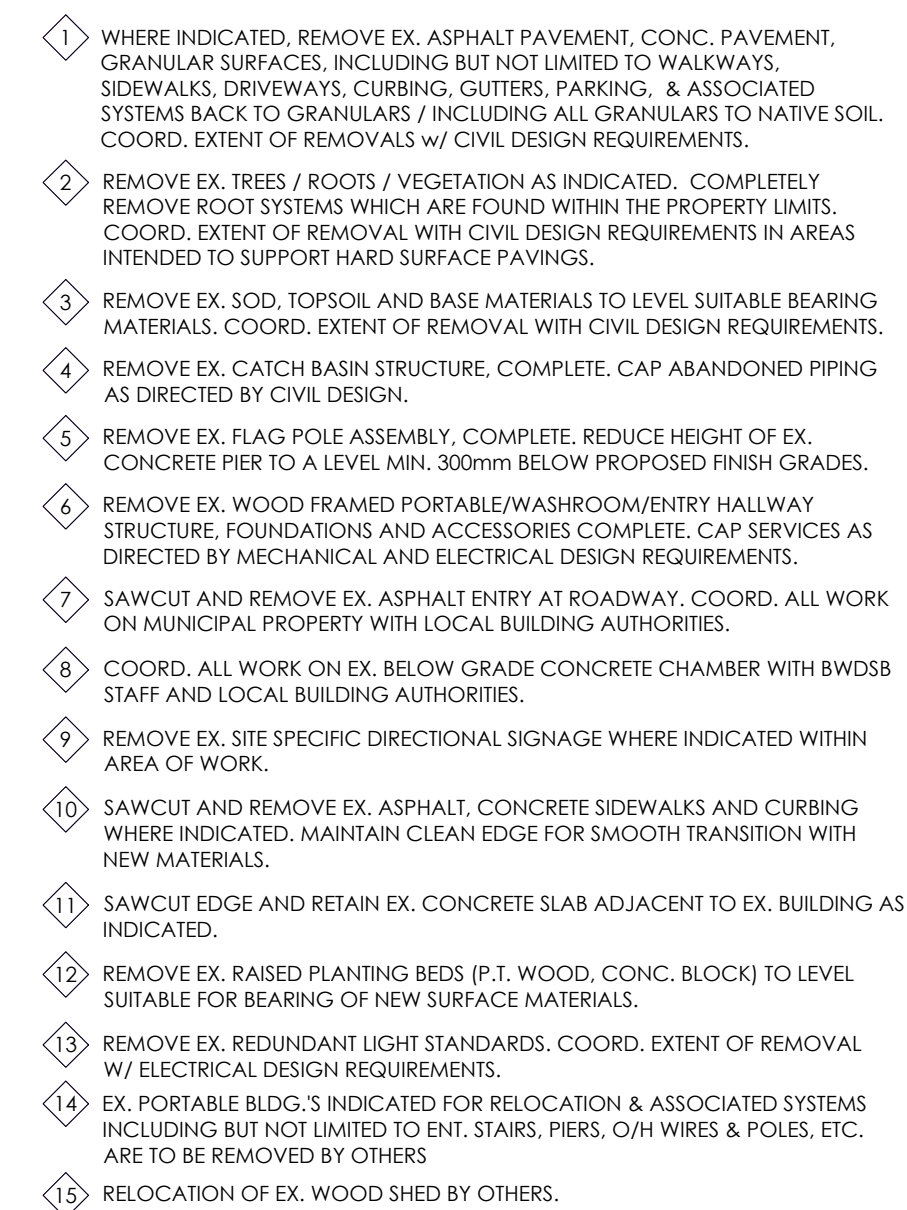 1 WHERE INDICATED, REMOVE EX. ASPHALT PAVEMENT, CONC. PAVEMENT,
GRANULAR SURFACES, INCLUDING BUT NOT LIMITED TO WALKWAYS,
SIDEWALKS, DRIVEWAYS, CURBING, GUTTERS, PARKING, & ASSOCIATED
SYSTEMS BACK TO GRANULARS / INCLUDING ALL GRANULARS TO NATIVE SOIL.
COORD. EXTENT OF REMOVALS w/ CIVIL DESIGN REQUIREMENTS.
2 REMOVE EX. TREES / ROOTS / VEGETATION AS INDICATED. COMPLETELY
REMOVE ROOT SYSTEMS WHICH ARE FOUND WITHIN THE PROPERTY LIMITS.
COORD. EXTENT OF REMOVAL WITH CIVIL DESIGN REQUIREMENTS IN AREAS
INTENDED TO SUPPORT HARD SURFACE PAVINGS.
3 REMOVE EX. SOD, TOPSOIL AND BASE MATERIALS TO LEVEL SUITABLE BEARING
MATERIALS. COORD. EXTENT OF REMOVAL WITH CIVIL DESIGN REQUIREMENTS.
4 REMOVE EX. CATCH BASIN STRUCTURE, COMPLETE. CAP ABANDONED PIPING
AS DIRECTED BY CIVIL DESIGN.
5 REMOVE EX. FLAG POLE ASSEMBLY, COMPLETE. REDUCE HEIGHT OF EX.
CONCRETE PIER TO A LEVEL MIN. 300mm BELOW PROPOSED FINISH GRADES.
6 REMOVE EX. WOOD FRAMED PORTABLE/WASHROOM/ENTRY HALLWAY
STRUCTURE, FOUNDATIONS AND ACCESSORIES COMPLETE. CAP SERVICES AS
DIRECTED BY MECHANICAL AND ELECTRICAL DESIGN REQUIREMENTS.
7 SAWCUT AND REMOVE EX. ASPHALT ENTRY AT ROADWAY. COORD. ALL WORK
ON MUNICIPAL PROPERTY WITH LOCAL BUILDING AUTHORITIES.
8 COORD. ALL WORK ON EX. BELOW GRADE CONCRETE CHAMBER WITH BWDSB
STAFF AND LOCAL BUILDING AUTHORITIES.
9 REMOVE EX. SITE SPECIFIC DIRECTIONAL SIGNAGE WHERE INDICATED WITHIN
AREA OF WORK.
10 SAWCUT AND REMOVE EX. ASPHALT, CONCRETE SIDEWALKS AND CURBING
WHERE INDICATED. MAINTAIN CLEAN EDGE FOR SMOOTH TRANSITION WITH
NEW MATERIALS.
11 SAWCUT EDGE AND RETAIN EX. CONCRETE SLAB ADJACENT TO EX. BUILDING AS
INDICATED.
12 REMOVE EX. RAISED PLANTING BEDS (P.T. WOOD, CONC. BLOCK) TO LEVEL
SUITABLE FOR BEARING OF NEW SURFACE MATERIALS.
13 REMOVE EX. REDUNDANT LIGHT STANDARDS. COORD. EXTENT OF REMOVAL
W/ ELECTRICAL DESIGN REQUIREMENTS.
14 EX. PORTABLE BLDG.'S INDICATED FOR RELOCATION & ASSOCIATED SYSTEMS
INCLUDING BUT NOT LIMITED TO ENT. STAIRS, PIERS, O/H WIRES & POLES, ETC.
ARE TO BE REMOVED BY OTHERS
15 RELOCATION OF EX. WOOD SHED BY OTHERS.